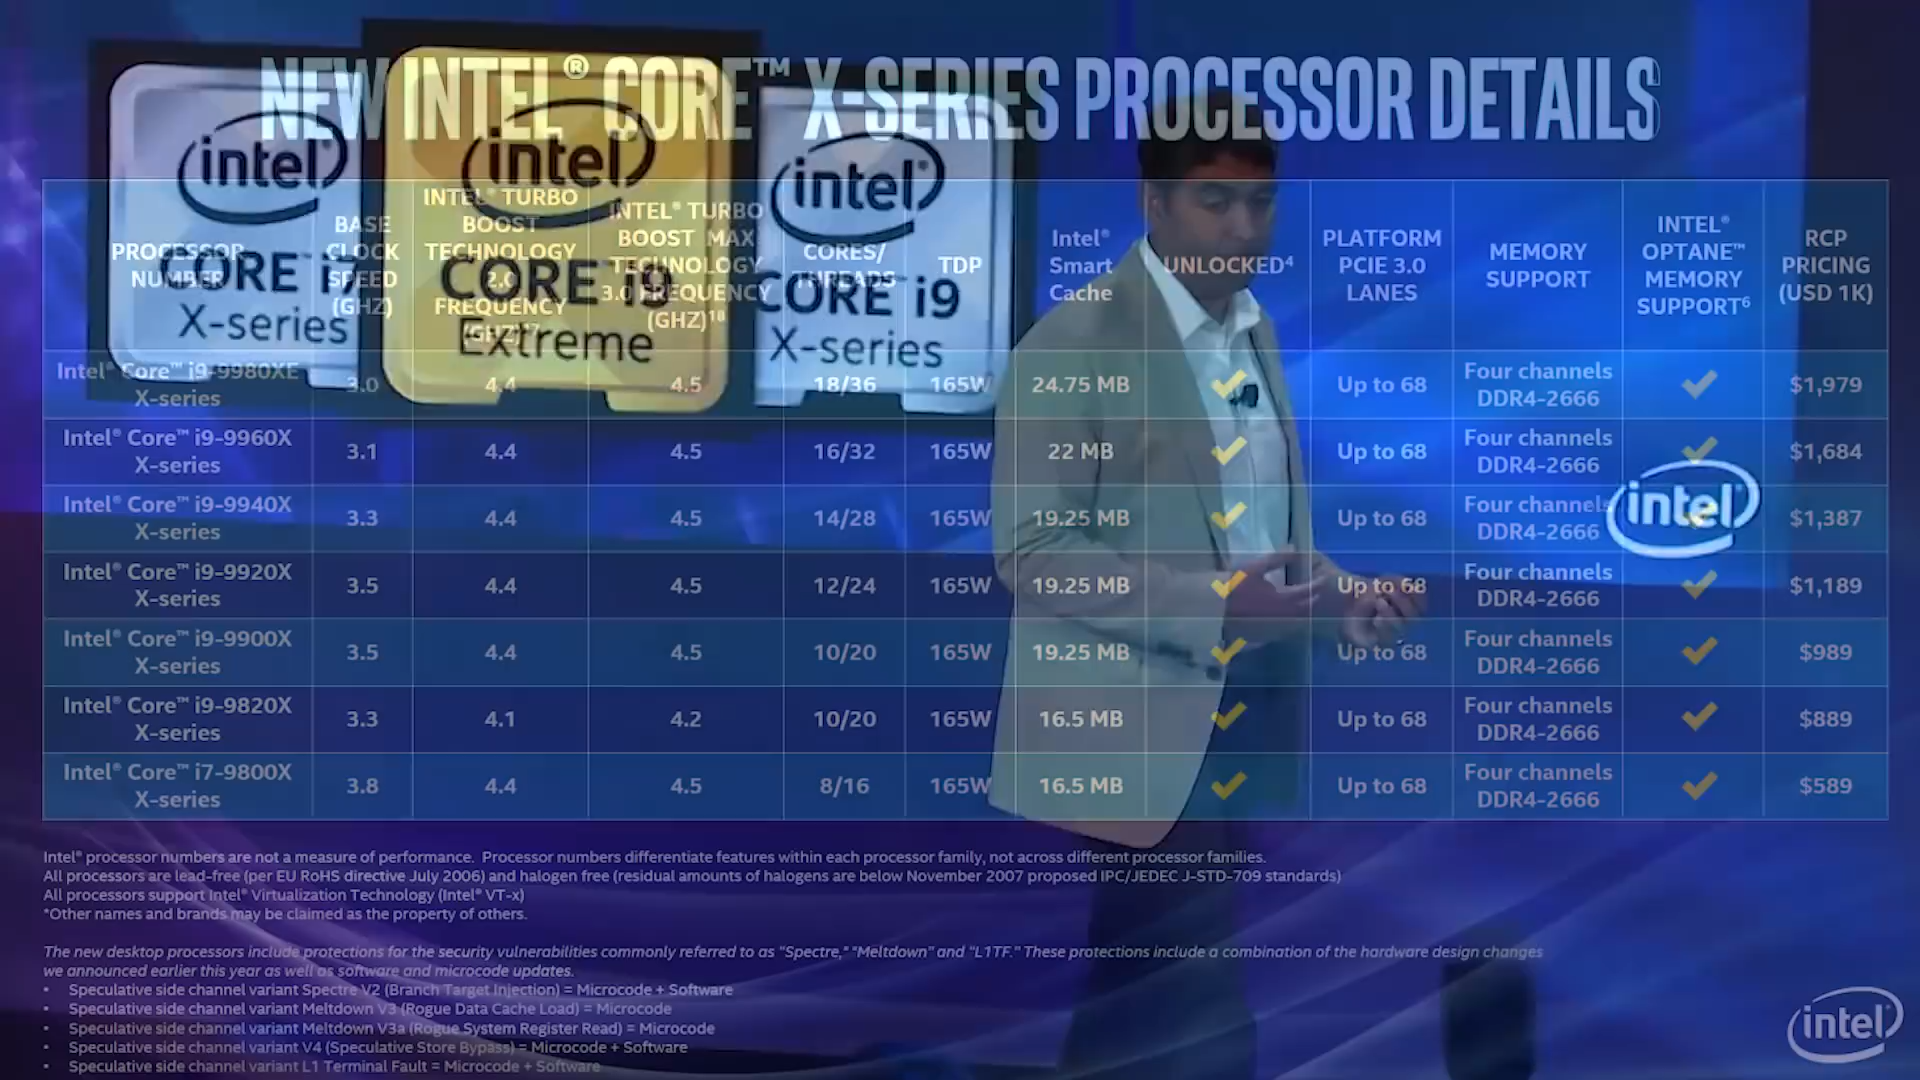 NEW INTEL® CORE™ X-SERIES PROCESSOR DETAILS
intel®
CORE™ i7
X-series
intel®
CORE™ i9
Extreme
intel®
CORE™ i9
X-series
PROCESSOR
NUMBER
BASE
CLOCK
SPEED
(GHZ)
INTEL® TURBO
BOOST
TECHNOLOGY
2.0
FREQUENCY
(GHZ)
INTEL® TURBO
BOOST MAX
TECHNOLOGY
3.0 FREQUENCY
(GHZ)18
CORES/
THREADS
TDP
Intel®
Smart
Cache
UNLOCKED4
PLATFORM
PCIE 3.0
LANES
MEMORY
SUPPORT
INTEL®
OPTANE™
MEMORY
SUPPORT6
RCP
PRICING
(USD 1K)
Intel® Core™ i9-9980XE
X-series
3.0
4.4
4.5
18/36
165W
24.75 MB
✓
Up to 68
Four channels
DDR4-2666
✓
$1,979
Intel® Core™ i9-9960X
X-series
3.1
4.4
4.5
16/32
165W
22 MB
✓
Up to 68
Four channels
DDR4-2666
✓
$1,684
Intel® Core™ i9-9940X
X-series
3.3
4.4
4.5
14/28
165W
19.25 MB
✓
Up to 68
Four channels
DDR4-2666
✓
$1,387
intel®
Intel® Core™ i9-9920X
X-series
3.5
4.4
4.5
12/24
165W
19.25 MB
✓
Up to 68
Four channels
DDR4-2666
✓
$1,189
Intel® Core™ i9-9900X
X-series
3.5
4.4
4.5
10/20
165W
19.25 MB
✓
Up to 68
Four channels
DDR4-2666
✓
$989
Intel® Core™ i9-9820X
X-series
3.3
4.1
4.2
10/20
165W
16.5 MB
✓
Up to 68
Four channels
DDR4-2666
✓
$889
Intel® Core™ i7-9800X
X-series
3.8
4.4
4.5
8/16
165W
16.5 MB
✓
Up to 68
Four channels
DDR4-2666
✓
$589
Intel® processor numbers are not a measure of performance. Processor numbers differentiate features within each processor family, not across different processor families.
All processors are lead-free (per EU RoHS directive July 2006) and halogen free (residual amounts of halogens are below November 2007 proposed IPC/JEDEC J-STD-709 standards)
All processors support Intel® Virtualization Technology (Intel® VT-x)
*Other names and brands may be claimed as the property of others.
The new desktop processors include protections for the security vulnerabilities commonly referred to as "Spectre," "Meltdown" and "L1TF." These protections include a combination of the hardware design changes
we announced earlier this year as well as software and microcode updates.
• Speculative side channel variant Spectre V2 (Branch Target Injection) = Microcode + Software
• Speculative side channel variant Meltdown V3 (Rogue Data Cache Load) = Microcode
• Speculative side channel variant Meltdown V3a (Rogue System Register Read) = Microcode
• Speculative side channel variant V4 (Speculative Store Bypass) = Microcode + Software
• Speculative side channel variant L1 Terminal Fault = Microcode + Software
intel®